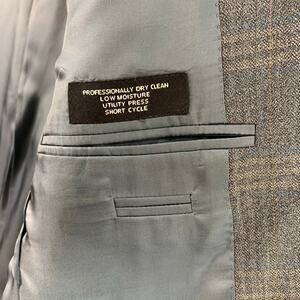 PROFESSIONALLY DRY CLEAN
LOW MOISTURE
UTILITY PRESS
SHORT CYCLE